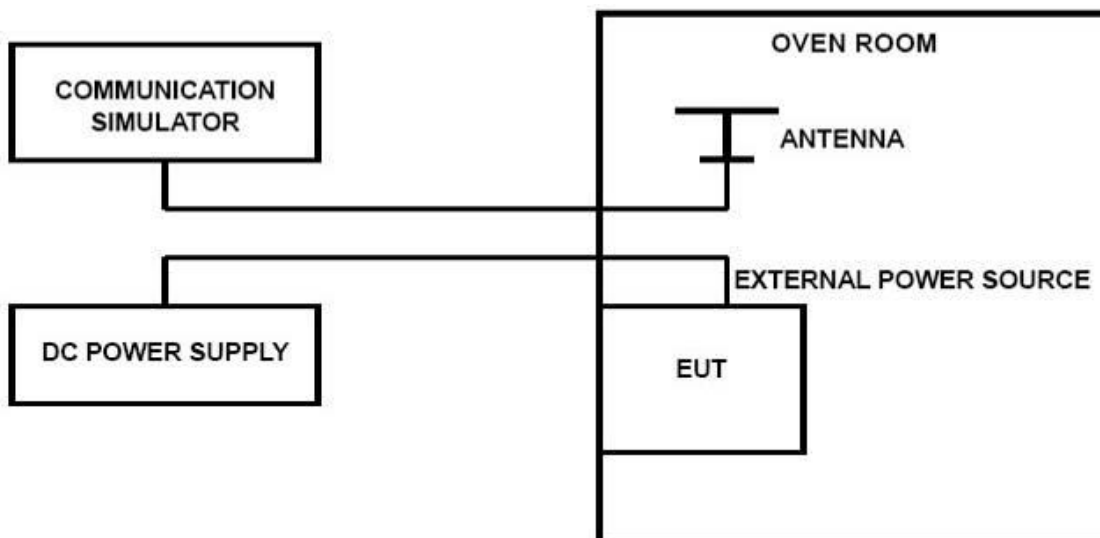 OVEN ROOM
COMMUNICATION
SIMULATOR
ANTENNA
EXTERNAL POWER SOURCE
DC POWER SUPPLY
EUT